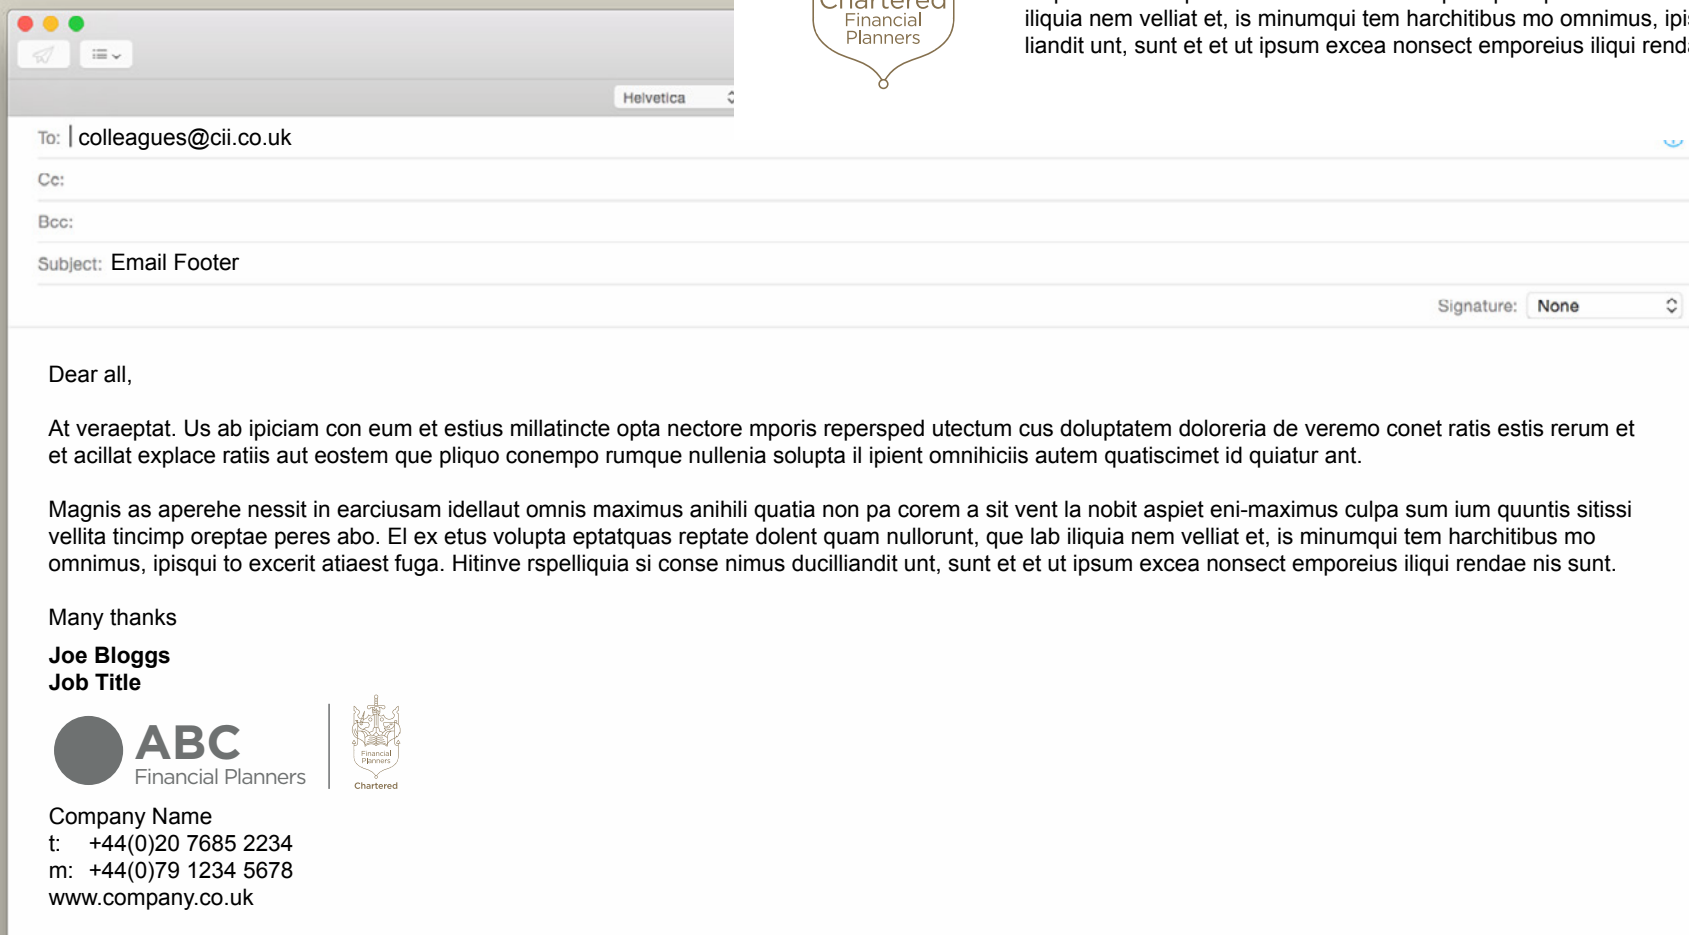 Chartered
Financial
Planners
iliquia nem velliat et, is minumqui tem harchitibus mo omnimus,
liandit unt, sunt et et ut ipsum excea nonsect emporeius iliqui
Helvetica
To: colleagues@cii.co.uk
Cc:
Bcc:
Subject: Email Footer
Signature: None
Dear all,
At veraeptat. Us ab ipiciam con eum et estius millatincte opta nectore mporis repersped utectum cus doluptatem doloreria de veremo conet ratis estis rerum et
et acillat explace ratiis aut eostem que pliquo conempo rumque nullenia solupta il ipient omnihiciis autem quatiscimet id quiatur ant.
Magnis as aperehe nessit in earciusam idellaut omnis maximus anihili quatia non pa corem a sit vent la nobit aspiet eni-maximus culpa sum ium quuntis sitissi
vellita tincimp oreptae peres abo. El ex etus volupta eptatquas reptate dolent quam nullorunt, que lab iliquia nem velliat et, is minumqui tem harchitibus mo
omnimus, ipisqui to excerit atiaest fuga. Hitinve rspelliquia si conse nimus ducilliandit unt, sunt et et ut ipsum excea nonsect emporeius iliqui rendae nis sunt.
Many thanks
Joe Bloggs
Job Title
ABC
Financial Planners
Financial
Planners
Chartered
Company Name
t: +44(0)20 7685 2234
m: +44(0)79 1234 5678
www.company.co.uk